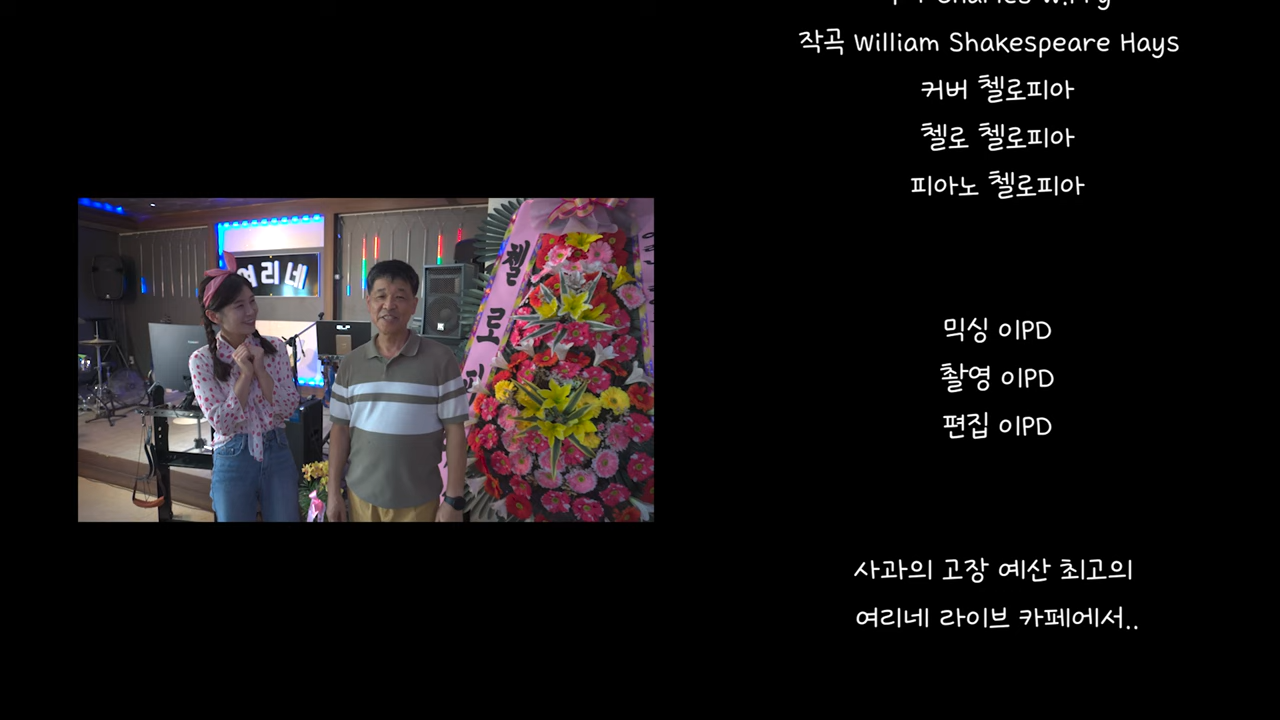 작곡 William Shakespeare Hays
커버 첼로피아
첼로 첼로피아
피아노 첼로피아
여리네
첼로피
믹싱 이PD
촬영 이PD
편집 이PD
사과의 고장 예산 최고의
여리네 라이브 카페에서..